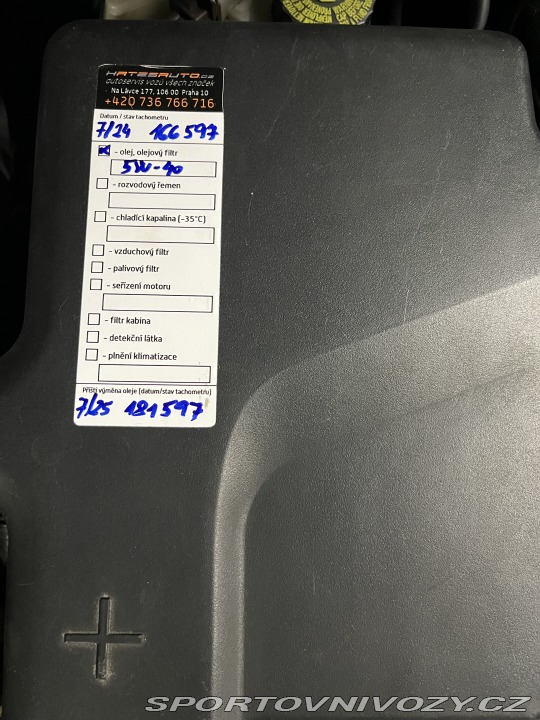 HATESAUTO.cz
autoservis vozů všech značek
Na Lávce 177, 106 00 Praha 10
+420 736 766 716
Datum / stav tachometru
7/24 166 597
- olej, olejový filtr
5W-40
- rozvodový řemen
- chladící kapalina (-35°C)
- vzduchový filtr
- palivový filtr
- seřízení motoru
- filtr kabina
- detekční látka
- plnění klimatizace
Příští výměna oleje (datum/stav tachometru)
7/25 181 597
SPORTOVNIVOZY.CZ